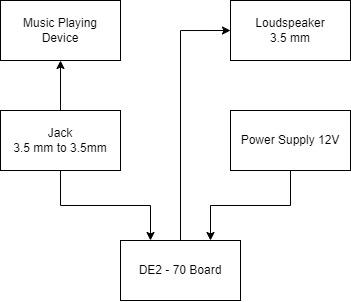 Music Playing
Device
Loudspeaker
3.5 mm
Jack
3.5 mm to 3.5mm
Power Supply 12V
DE2 - 70 Board